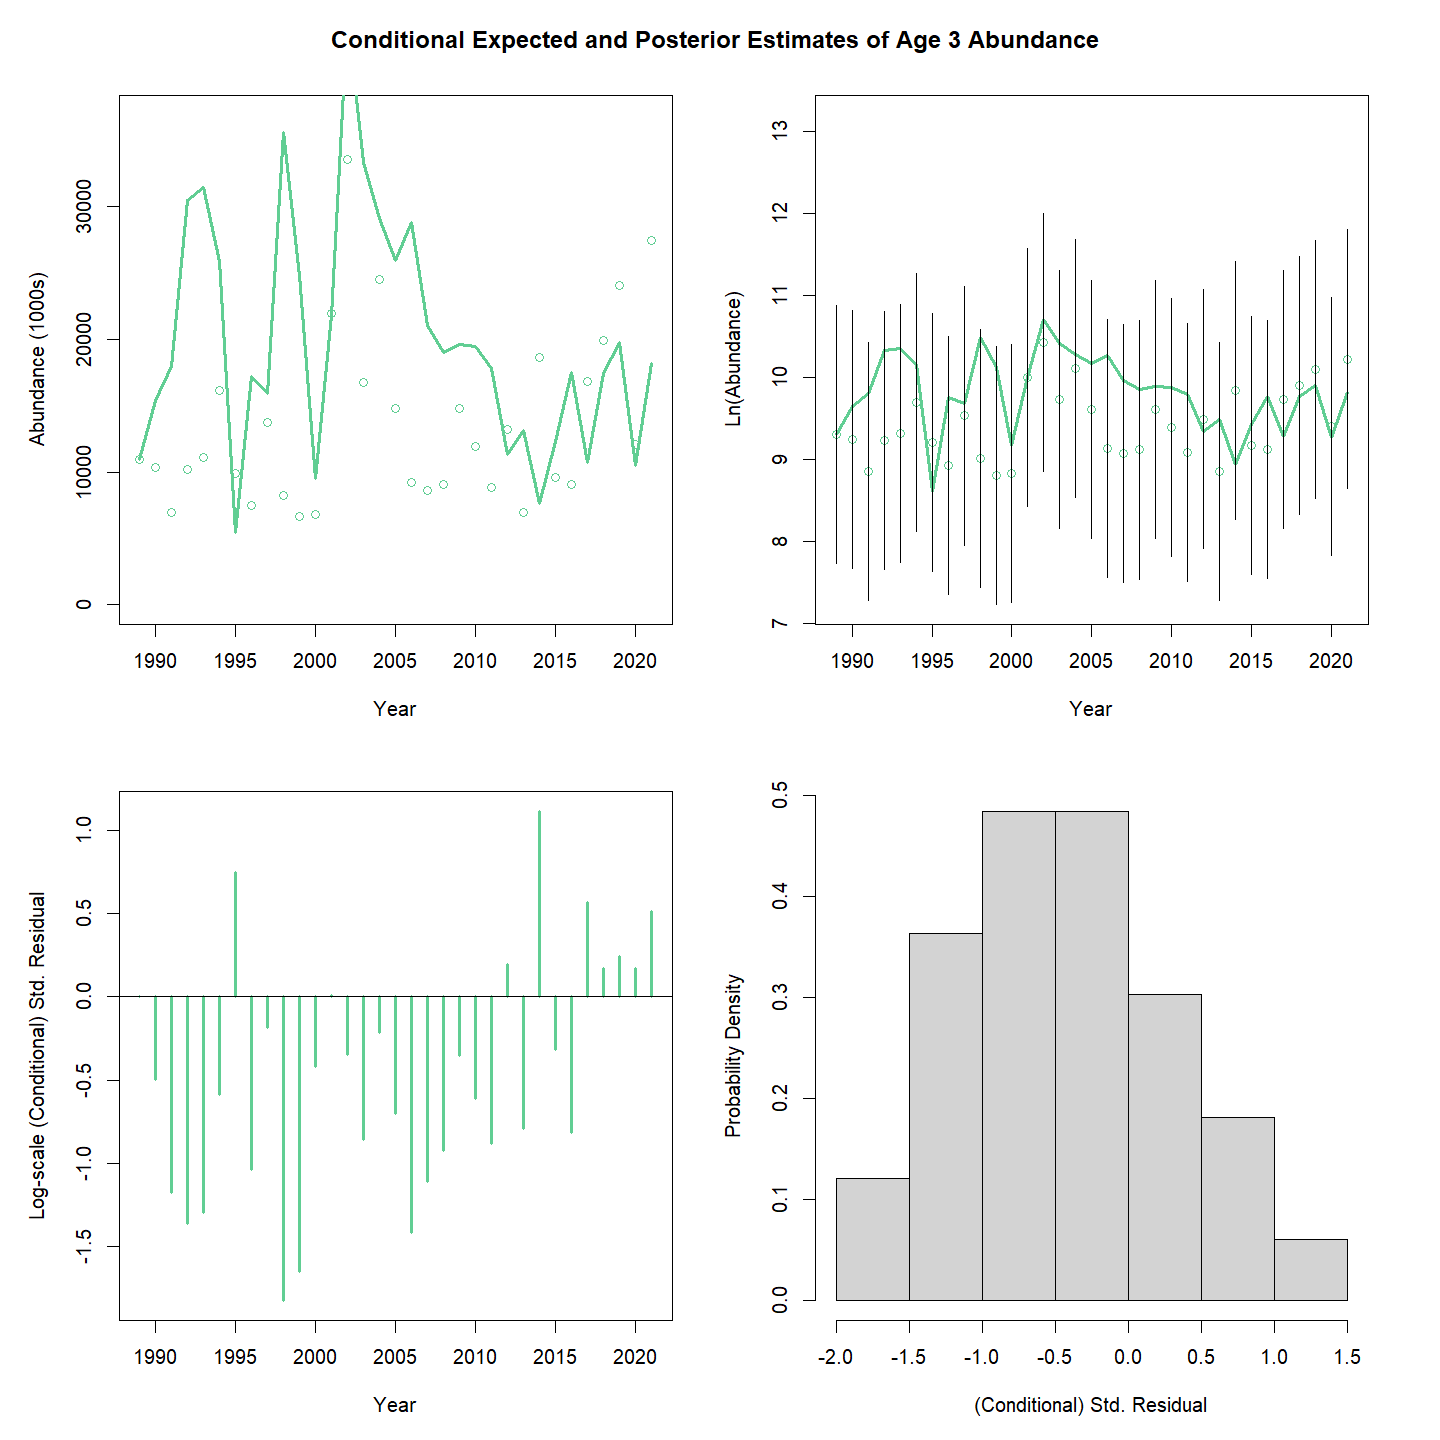 Conditional Expected and Posterior Estimates of Age 3 Abundance
Abundance (1000s)
30000
20000
10000
0
1990 1995 2000 2005 2010 2015 2020
Year
Ln(Abundance)
13
12
11
10
9
8
7
1990 1995 2000 2005 2010 2015 2020
Year
Log-scale (Conditional) Std. Residual
1.0
0.5
0.0
-0.5
-1.0
-1.5
1990 1995 2000 2005 2010 2015 2020
Year
Probability Density
0.5
0.4
0.3
0.2
0.1
0.0
-2.0 -1.5 -1.0 -0.5 0.0 0.5 1.0 1.5
(Conditional) Std. Residual